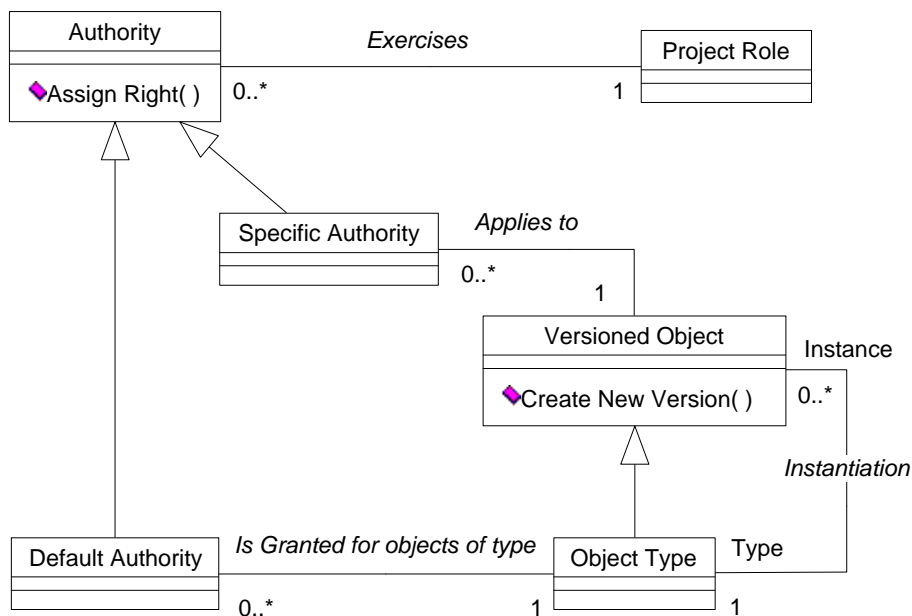 Authority
Exercises
Project Role
Assign Right( )
0..*
1
Specific Authority
Applies to
0..*
1
Versioned Object
Instance
Create New Version( )
0..*
Instantiation
Default Authority
Is Granted for objects of type
Object Type
Type
0..*
1
1